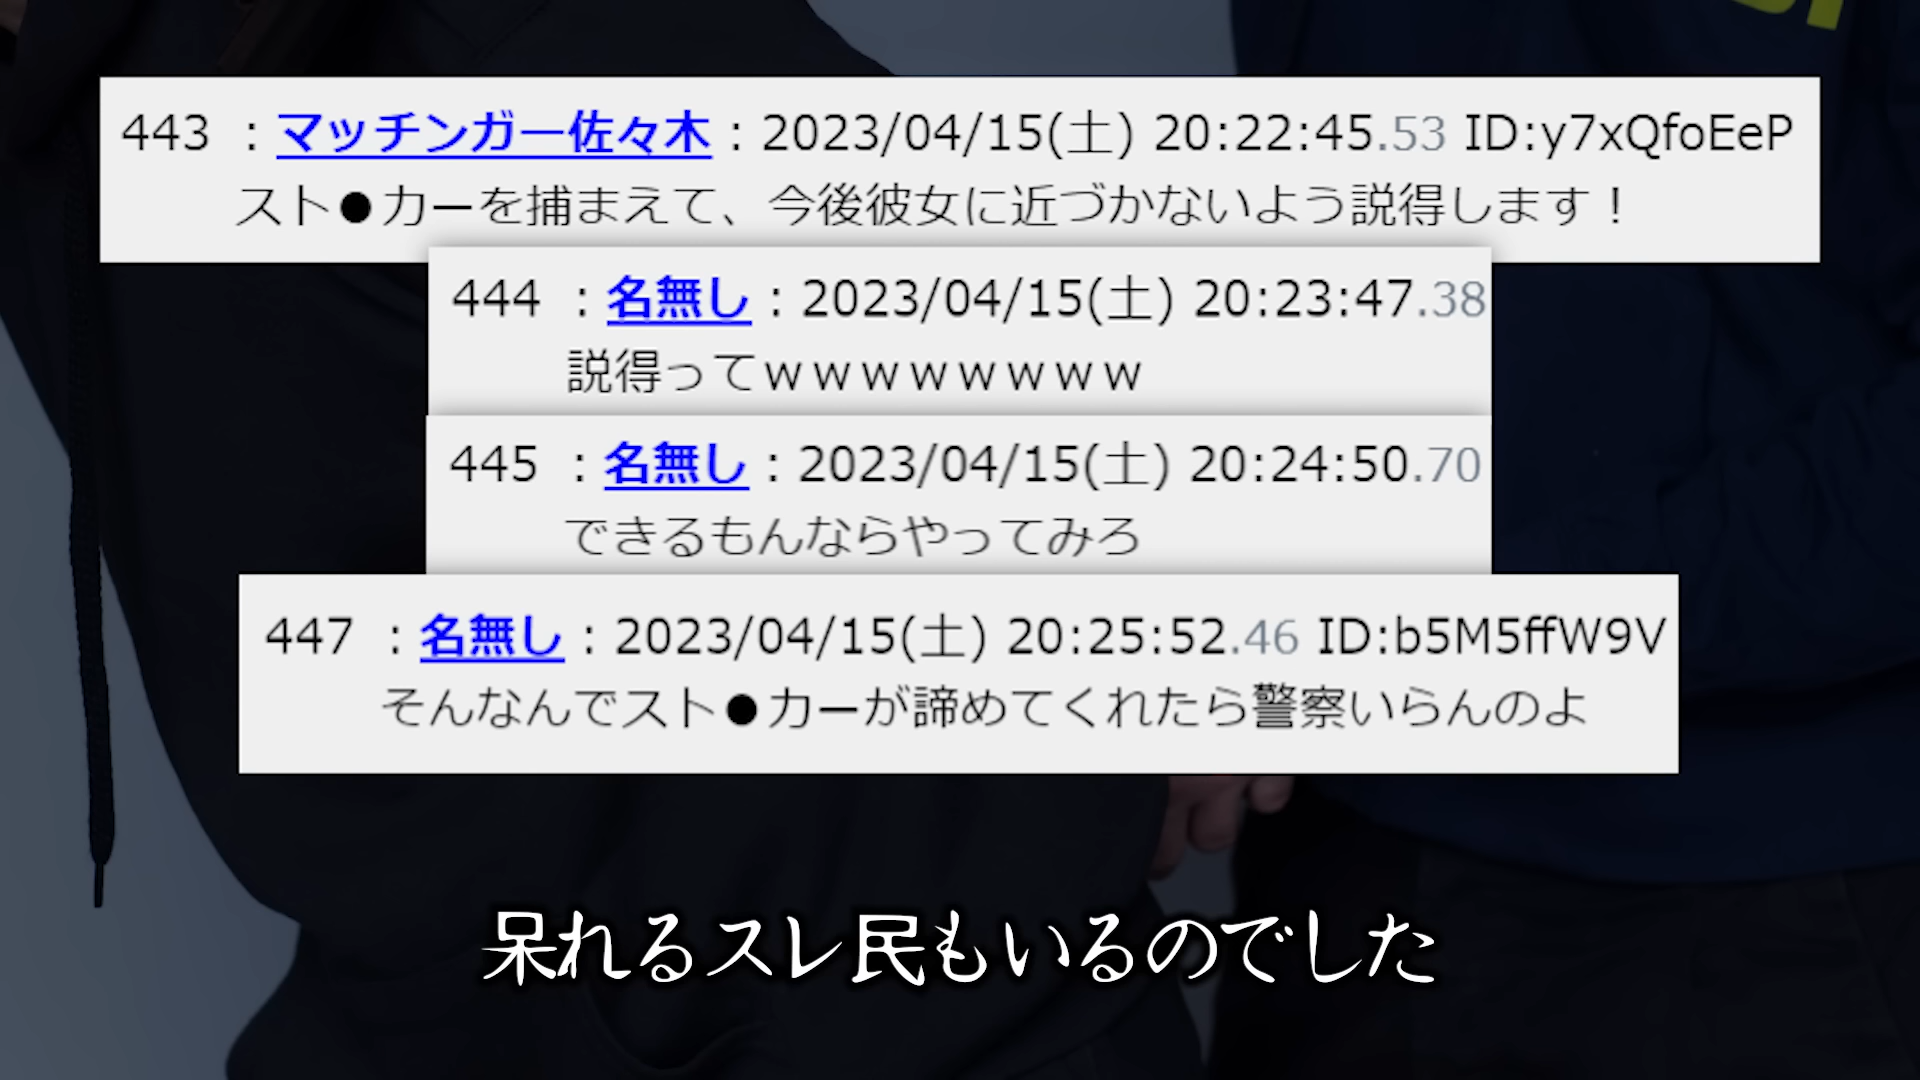 443 ：マッチンガー佐々木：2023/04/15(土) 20:22:45.53 ID:y7xQfoEeP
スト●カーを捕まえて、今後彼女に近づかないよう説得します！
444 ：名無し：2023/04/15(土) 20:23:47.38
説得ってｗｗｗｗｗｗｗｗ
445 ：名無し：2023/04/15(土) 20:24:50.70
できるもんならやってみろ
447 ：名無し：2023/04/15(土) 20:25:52.46 ID:b5M5ffW9V
そんなんでスト●カーが諦めてくれたら警察いらんのよ
呆れるスレ民もいるのでした